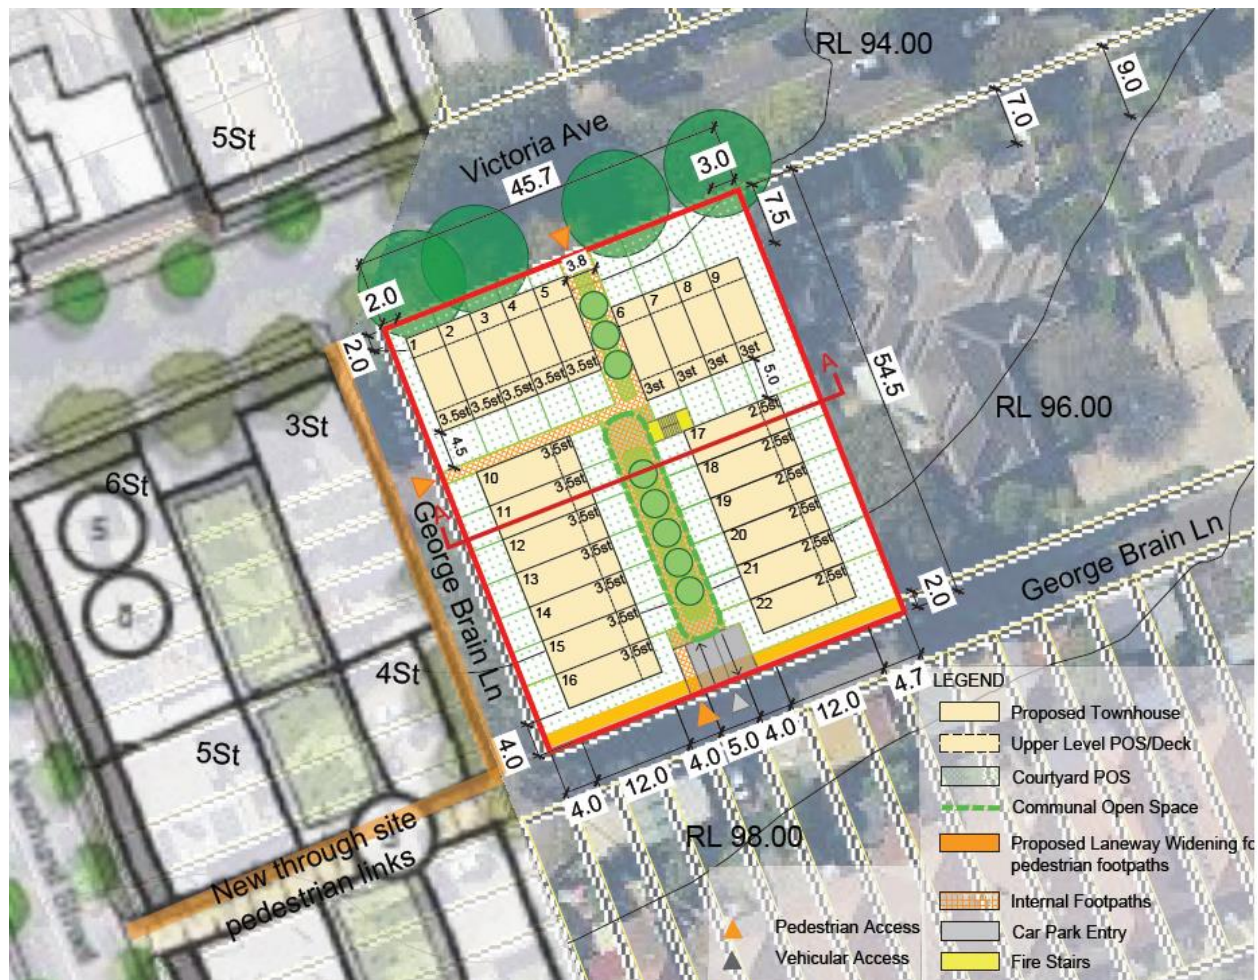 RL 94.00
9.0
7.0
5St
Victoria Ave
45.7
3.0
7.5
3.8
2.0
2.0
1
2
3
4
5
6
7
8
9
3.5st
3.5st
3.5st
3.5st
3.5st
3st
3st
3st
3st
5.0
A
54.5
RL 96.00
4.5
3St
6St
5
10
3.5st
11
3.5st
12
3.5st
13
3.5st
14
3.5st
15
3.5st
16
3.5st
17
2.5st
18
2.5st
19
2.5st
20
2.5st
21
2.5st
22
2.5st
A
George Brain Ln
George Brain Ln
2.0
4St
5St
4.0
4.0
12.0
4.0
5.0
4.0
12.0
4.7
RL 98.00
New through site
pedestrian links
LEGEND
Proposed Townhouse
Upper Level POS/Deck
Courtyard POS
Communal Open Space
Proposed Laneway Widening fo
pedestrian footpaths
Internal Footpaths
Car Park Entry
Fire Stairs
Pedestrian Access
Vehicular Access